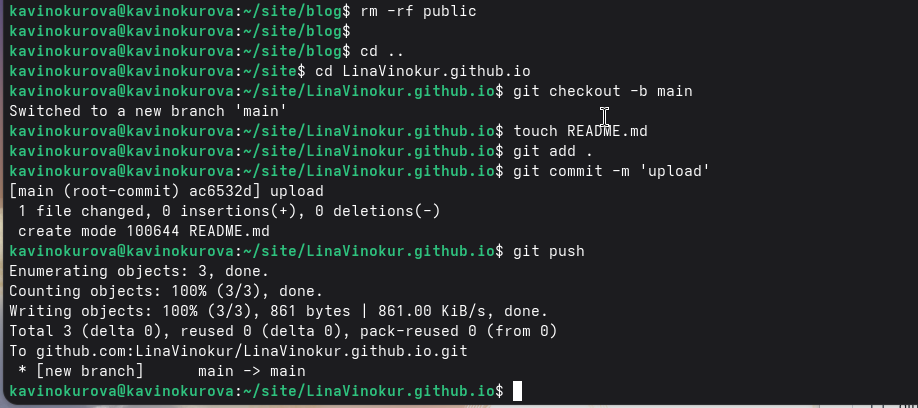 kavinokurova@kavinokurova:~/site/blog$ rm -rf public
kavinokurova@kavinokurova:~/site/blog$
kavinokurova@kavinokurova:~/site/blog$ cd ..
kavinokurova@kavinokurova:~/site$ cd LinaVinokur.github.io
kavinokurova@kavinokurova:~/site/LinaVinokur.github.io$ git checkout -b main
Switched to a new branch 'main'
kavinokurova@kavinokurova:~/site/LinaVinokur.github.io$ touch README.md
kavinokurova@kavinokurova:~/site/LinaVinokur.github.io$ git add .
kavinokurova@kavinokurova:~/site/LinaVinokur.github.io$ git commit -m 'upload'
[main (root-commit) ac6532d] upload
 1 file changed, 0 insertions(+), 0 deletions(-)
 create mode 100644 README.md
kavinokurova@kavinokurova:~/site/LinaVinokur.github.io$ git push
Enumerating objects: 3, done.
Counting objects: 100% (3/3), done.
Writing objects: 100% (3/3), 861 bytes | 861.00 KiB/s, done.
Total 3 (delta 0), reused 0 (delta 0), pack-reused 0 (from 0)
To github.com:LinaVinokur/LinaVinokur.github.io.git
 * [new branch]      main -> main
kavinokurova@kavinokurova:~/site/LinaVinokur.github.io$